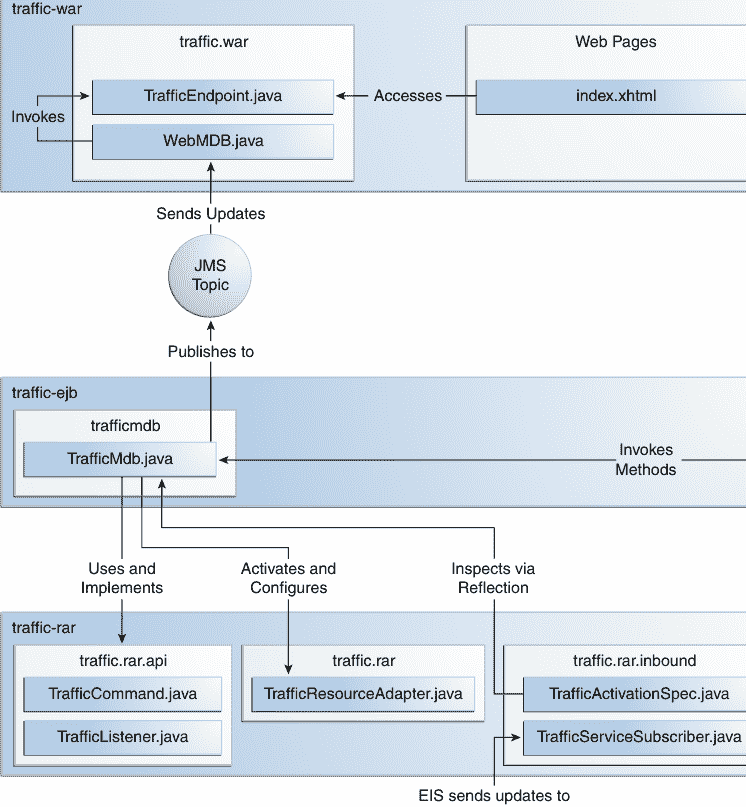 traffic-war
traffic.war
Web Pages
TrafficEndpoint.java
Accesses
index.xhtml
Invokes
WebMDB.java
Sends Updates
JMS
Topic
Publishes to
traffic-ejb
trafficmdb
TrafficMdb.java
Invokes
Methods
Uses and
Implements
Activates and
Configures
Inspects via
Reflection
traffic-rar
traffic.rar.api
traffic.rar
traffic.rar.inbound
TrafficCommand.java
TrafficResourceAdapter.java
TrafficActivationSpec.java
TrafficListener.java
TrafficServiceSubscriber.java
EIS sends updates to